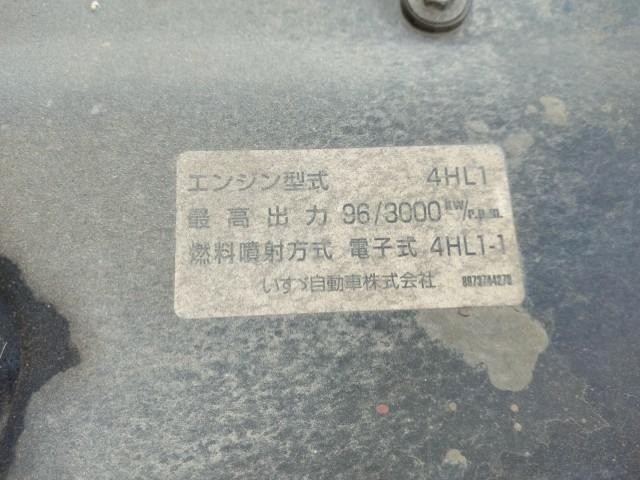 エンジン型式 4HL1
最高出力 96/3000 kW/r.p.m.
燃料噴射方式 電子式 4HL1-1
いすゞ自動車株式会社 8973744270